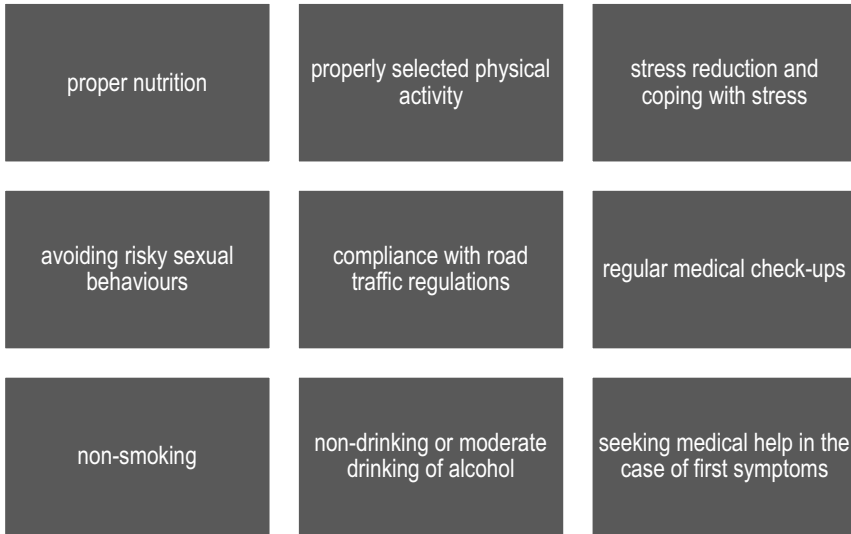 proper nutrition
properly selected physical
activity
stress reduction and
coping with stress
avoiding risky sexual
behaviours
compliance with road
traffic regulations
regular medical check-ups
non-smoking
non-drinking or moderate
drinking of alcohol
seeking medical help in the
case of first symptoms